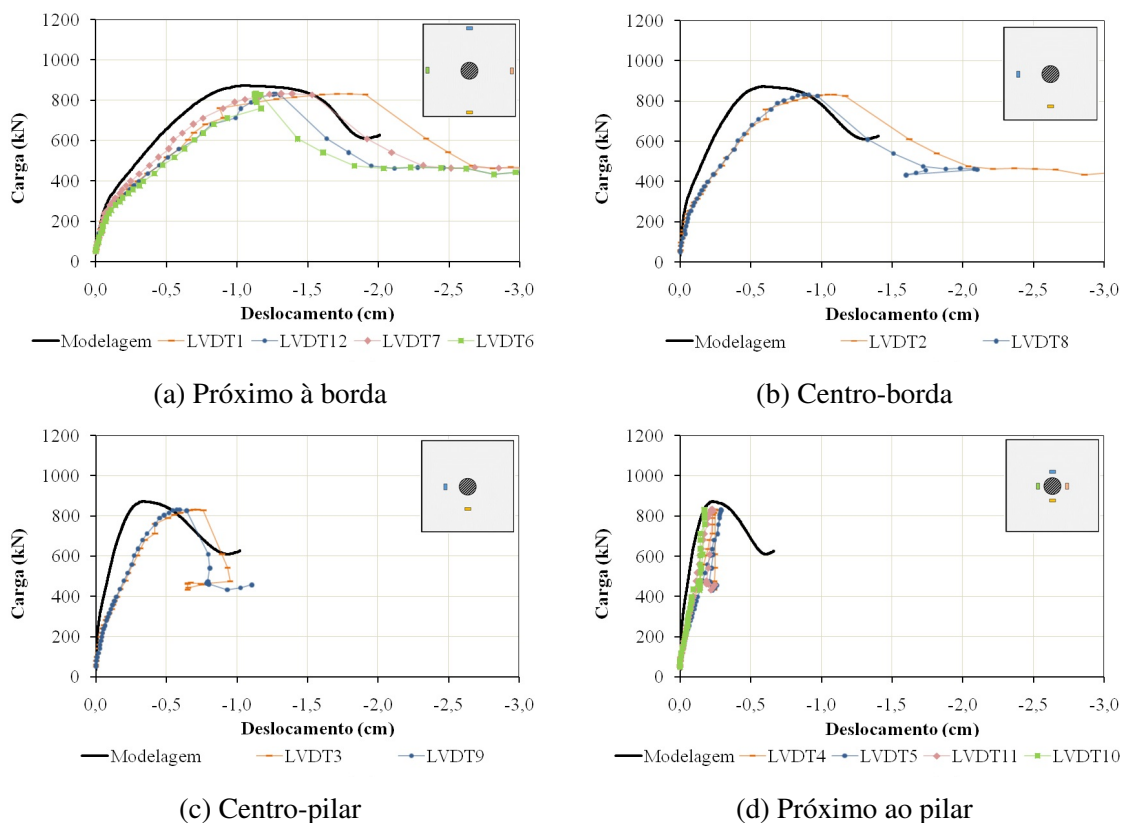 1200
1000
800
600
400
200
0
Carga (kN)
0,0 -0,5 -1,0 -1,5 -2,0 -2,5 -3,0
Deslocamento (cm)
Modelagem LVDT1 LVDT12 LVDT7 LVDT6
(a) Próximo à borda
1200
1000
800
600
400
200
0
Carga (kN)
0,0 -0,5 -1,0 -1,5 -2,0 -2,5 -3,0
Deslocamento (cm)
Modelagem LVDT2 LVDT8
(b) Centro-borda
1200
1000
800
600
400
200
0
Carga (kN)
0,0 -0,5 -1,0 -1,5 -2,0 -2,5 -3,0
Deslocamento (cm)
Modelagem LVDT3 LVDT9
(c) Centro-pilar
1200
1000
800
600
400
200
0
Carga (kN)
0,0 -0,5 -1,0 -1,5 -2,0 -2,5 -3,0
Deslocamento (cm)
Modelagem LVDT4 LVDT5 LVDT11 LVDT10
(d) Próximo ao pilar